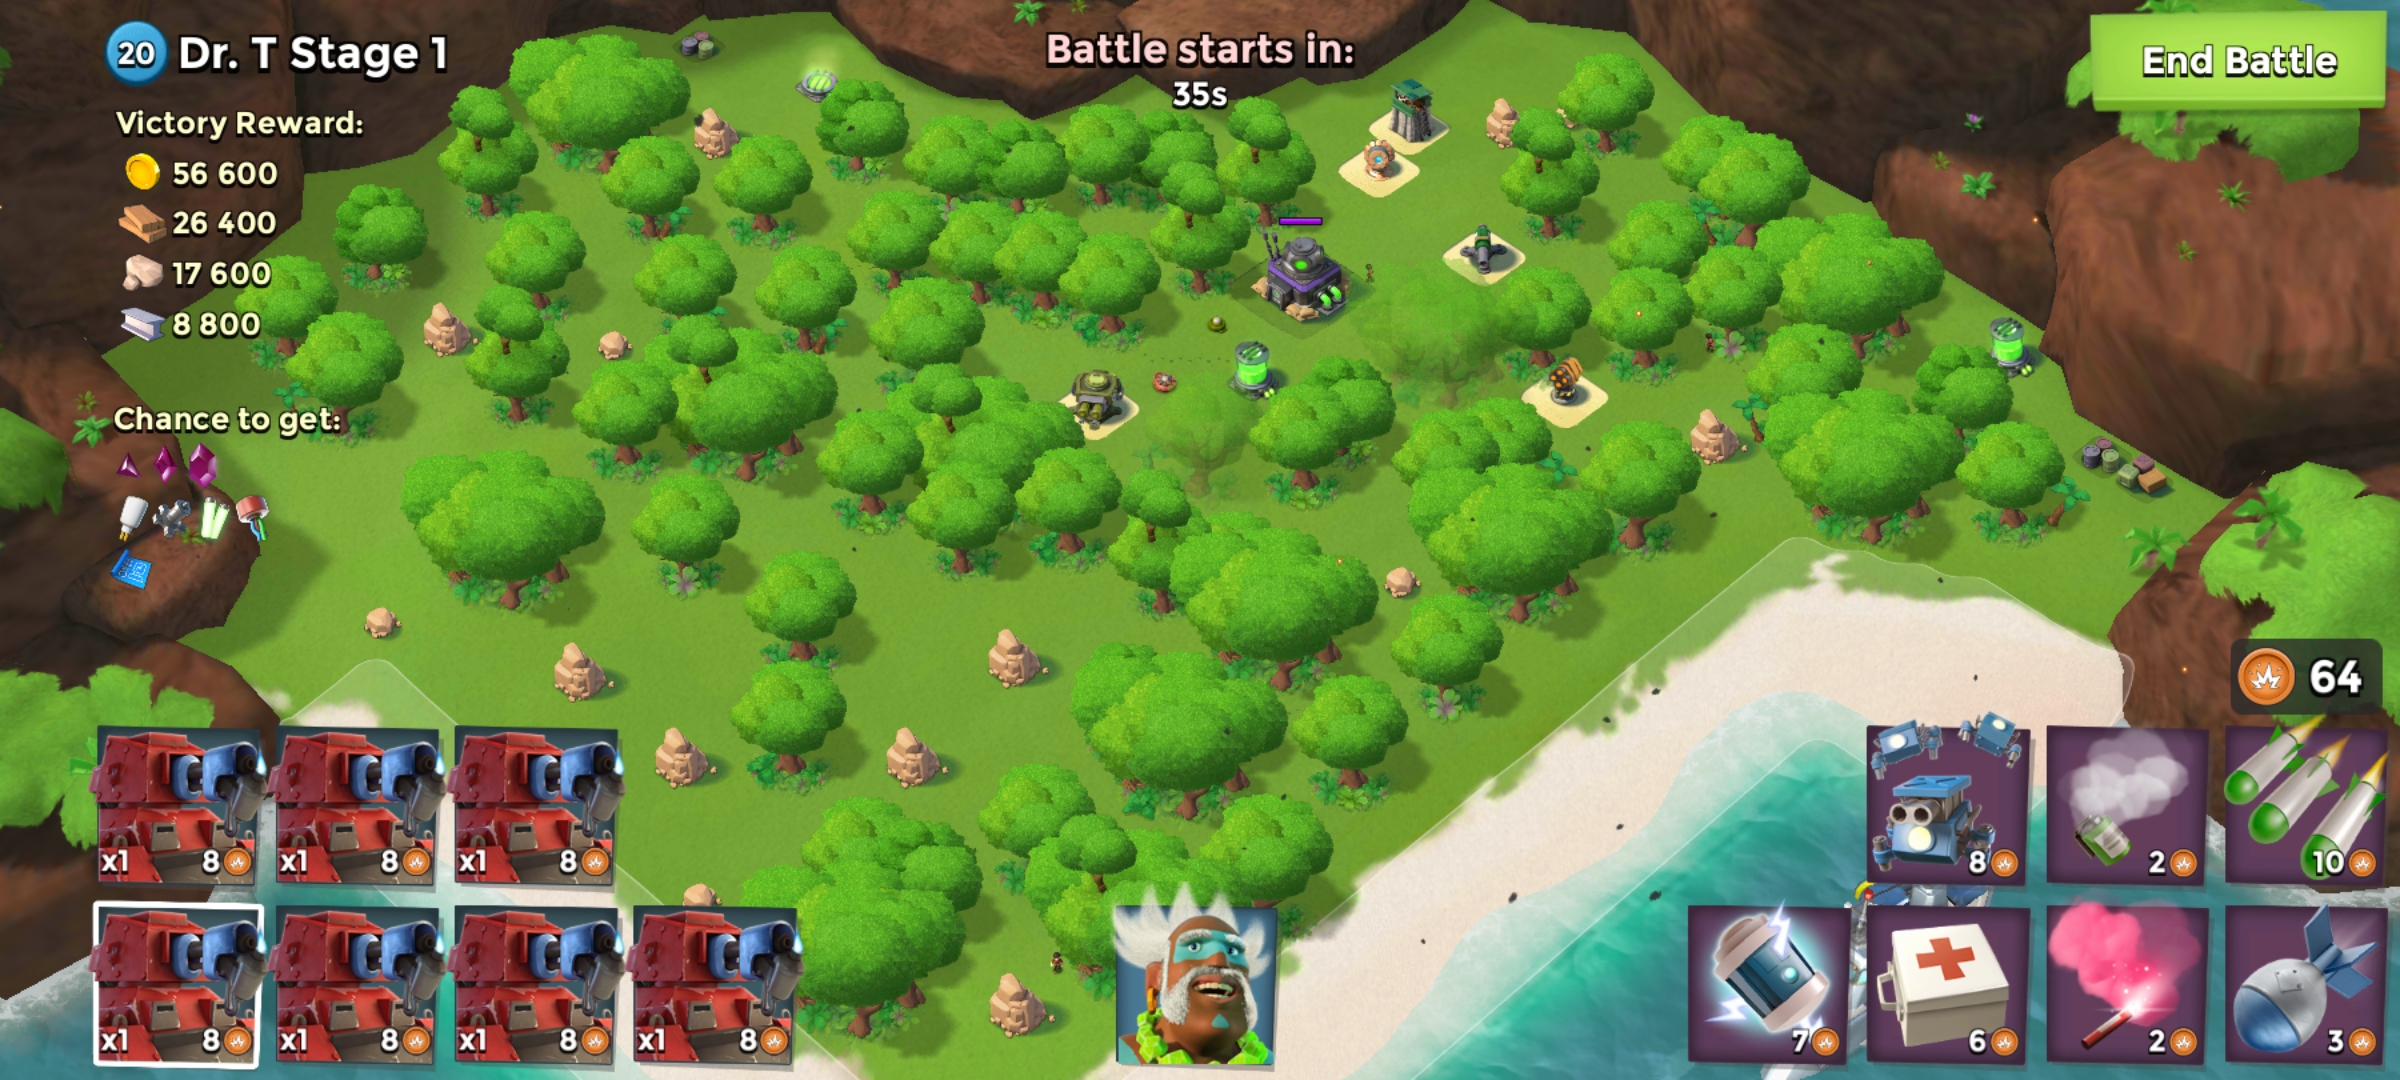 20 Dr. T Stage 1
Victory Reward:
56 600
26 400
17 600
8 800
Chance to get:
Battle starts in:
35s
End Battle
64
x1 8
x1 8
x1 8
8
2
10
x1 8
x1 8
x1 8
x1 8
7
6
2
3